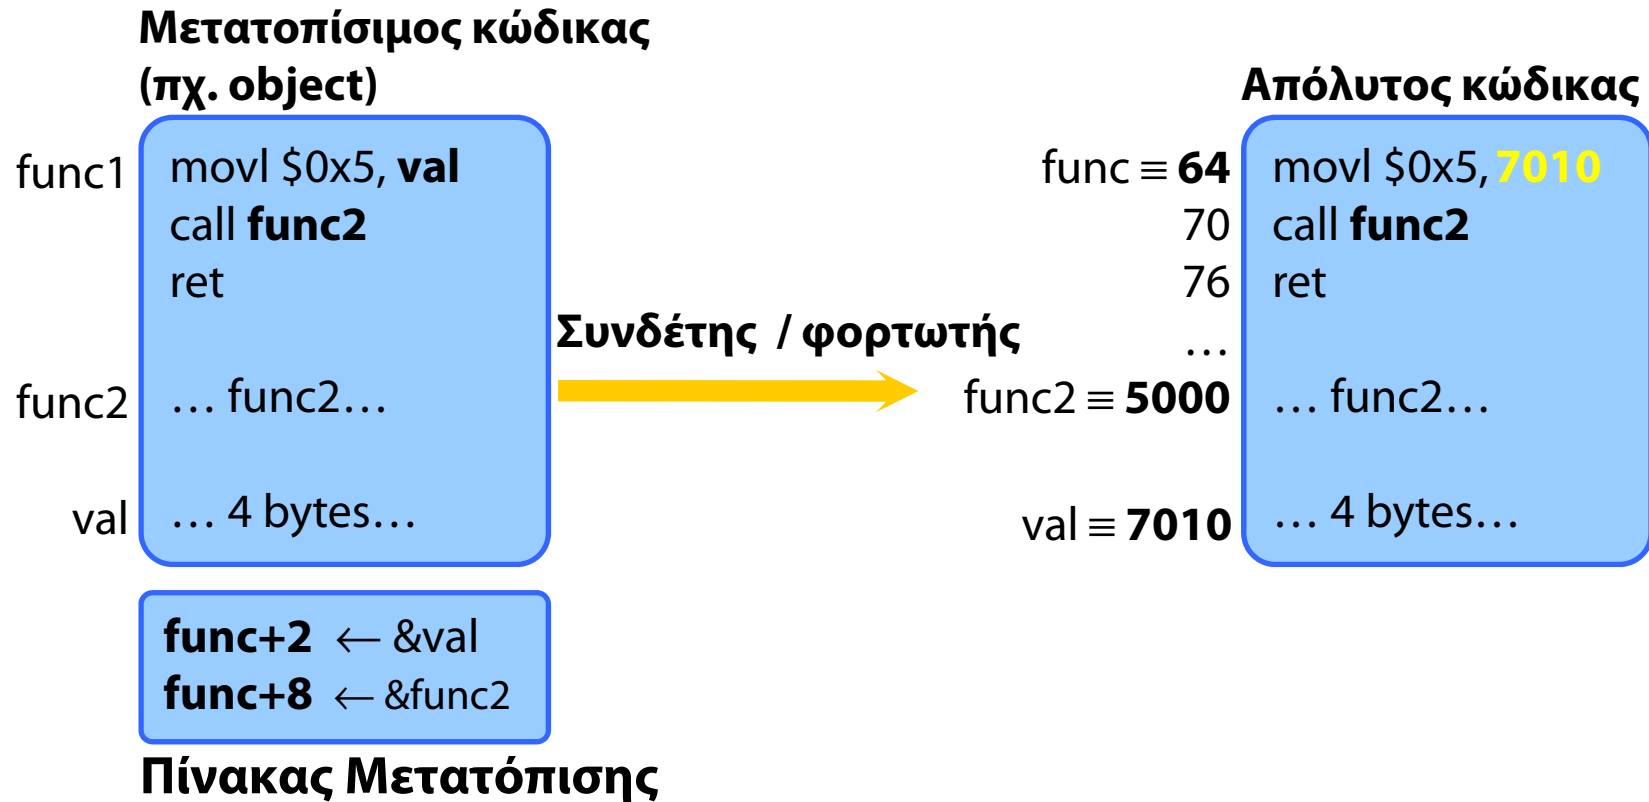 Μετατοπίσιμος κώδικας
(πχ. object)
func1
movl $0x5, val
call func2
ret
func2
… func2…
val
… 4 bytes…
func+2 ← &val
func+8 ← &func2
Πίνακας Μετατόπισης
Συνδέτης / φορτωτής
Απόλυτος κώδικας
func ≡ 64
movl $0x5, 7010
70
call func2
76
ret
…
func2 ≡ 5000
… func2…
val ≡ 7010
… 4 bytes…